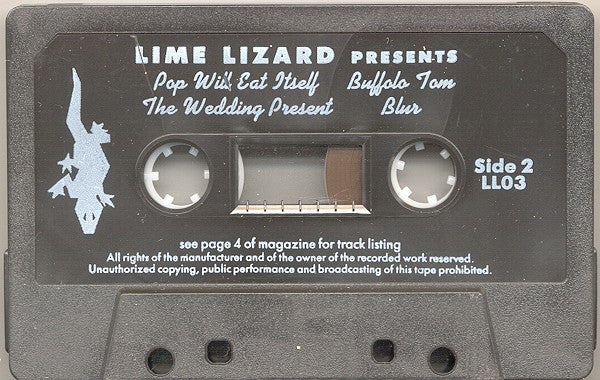 LIME LIZARD PRESENTS
Pop Will Eat Itself Buffolo Tom
The Wedding Present Blur
Side 2
LL03
see page 4 of magazine for track listing
All rights of the manufacturer and of the owner of the recorded work reserved.
Unauthorized copying, public performance and broadcasting of this tape prohibited.